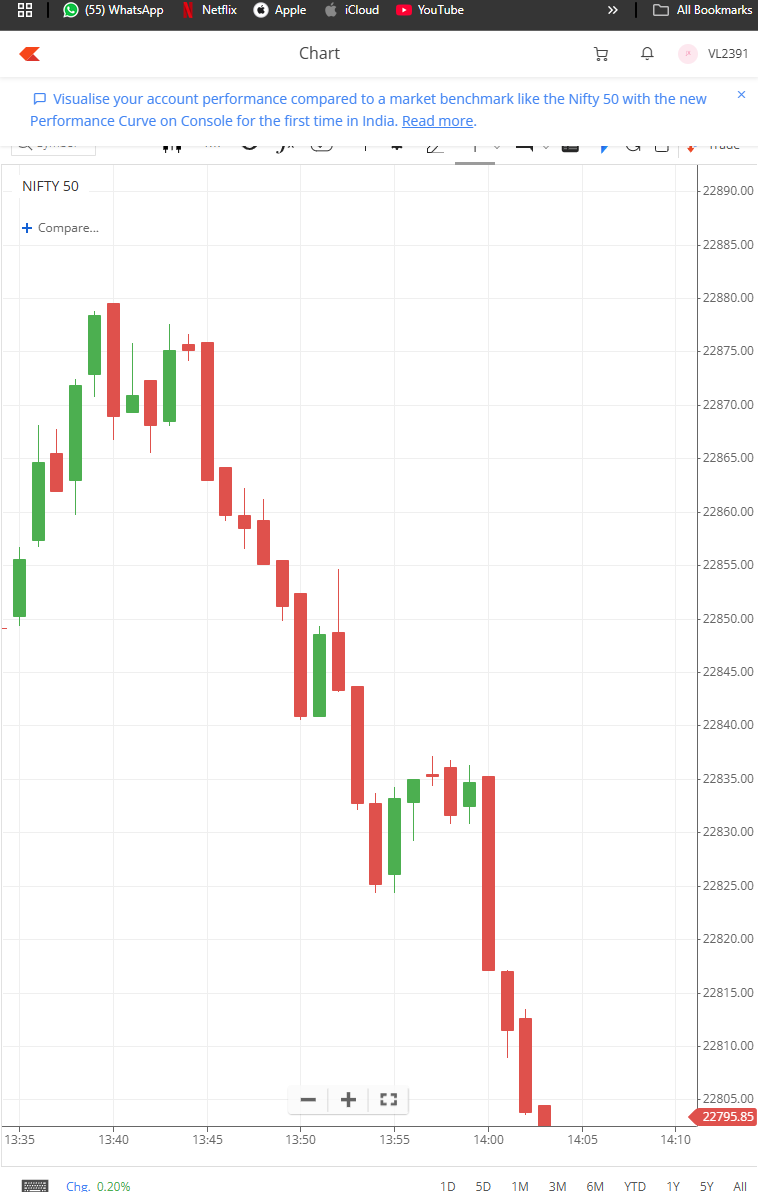 (55) WhatsApp Netflix Apple iCloud YouTube » All Bookmarks
Chart VL2391
Visualise your account performance compared to a market benchmark like the Nifty 50 with the new
Performance Curve on Console for the first time in India. Read more.
NIFTY 50
+ Compare...
22890.00
22885.00
22880.00
22875.00
22870.00
22865.00
22860.00
22855.00
22850.00
22845.00
22840.00
22835.00
22830.00
22825.00
22820.00
22815.00
22810.00
22805.00
22795.85
13:35 13:40 13:45 13:50 13:55 14:00 14:05 14:10
Chg. 0.20% 1D 5D 1M 3M 6M YTD 1Y 5Y All